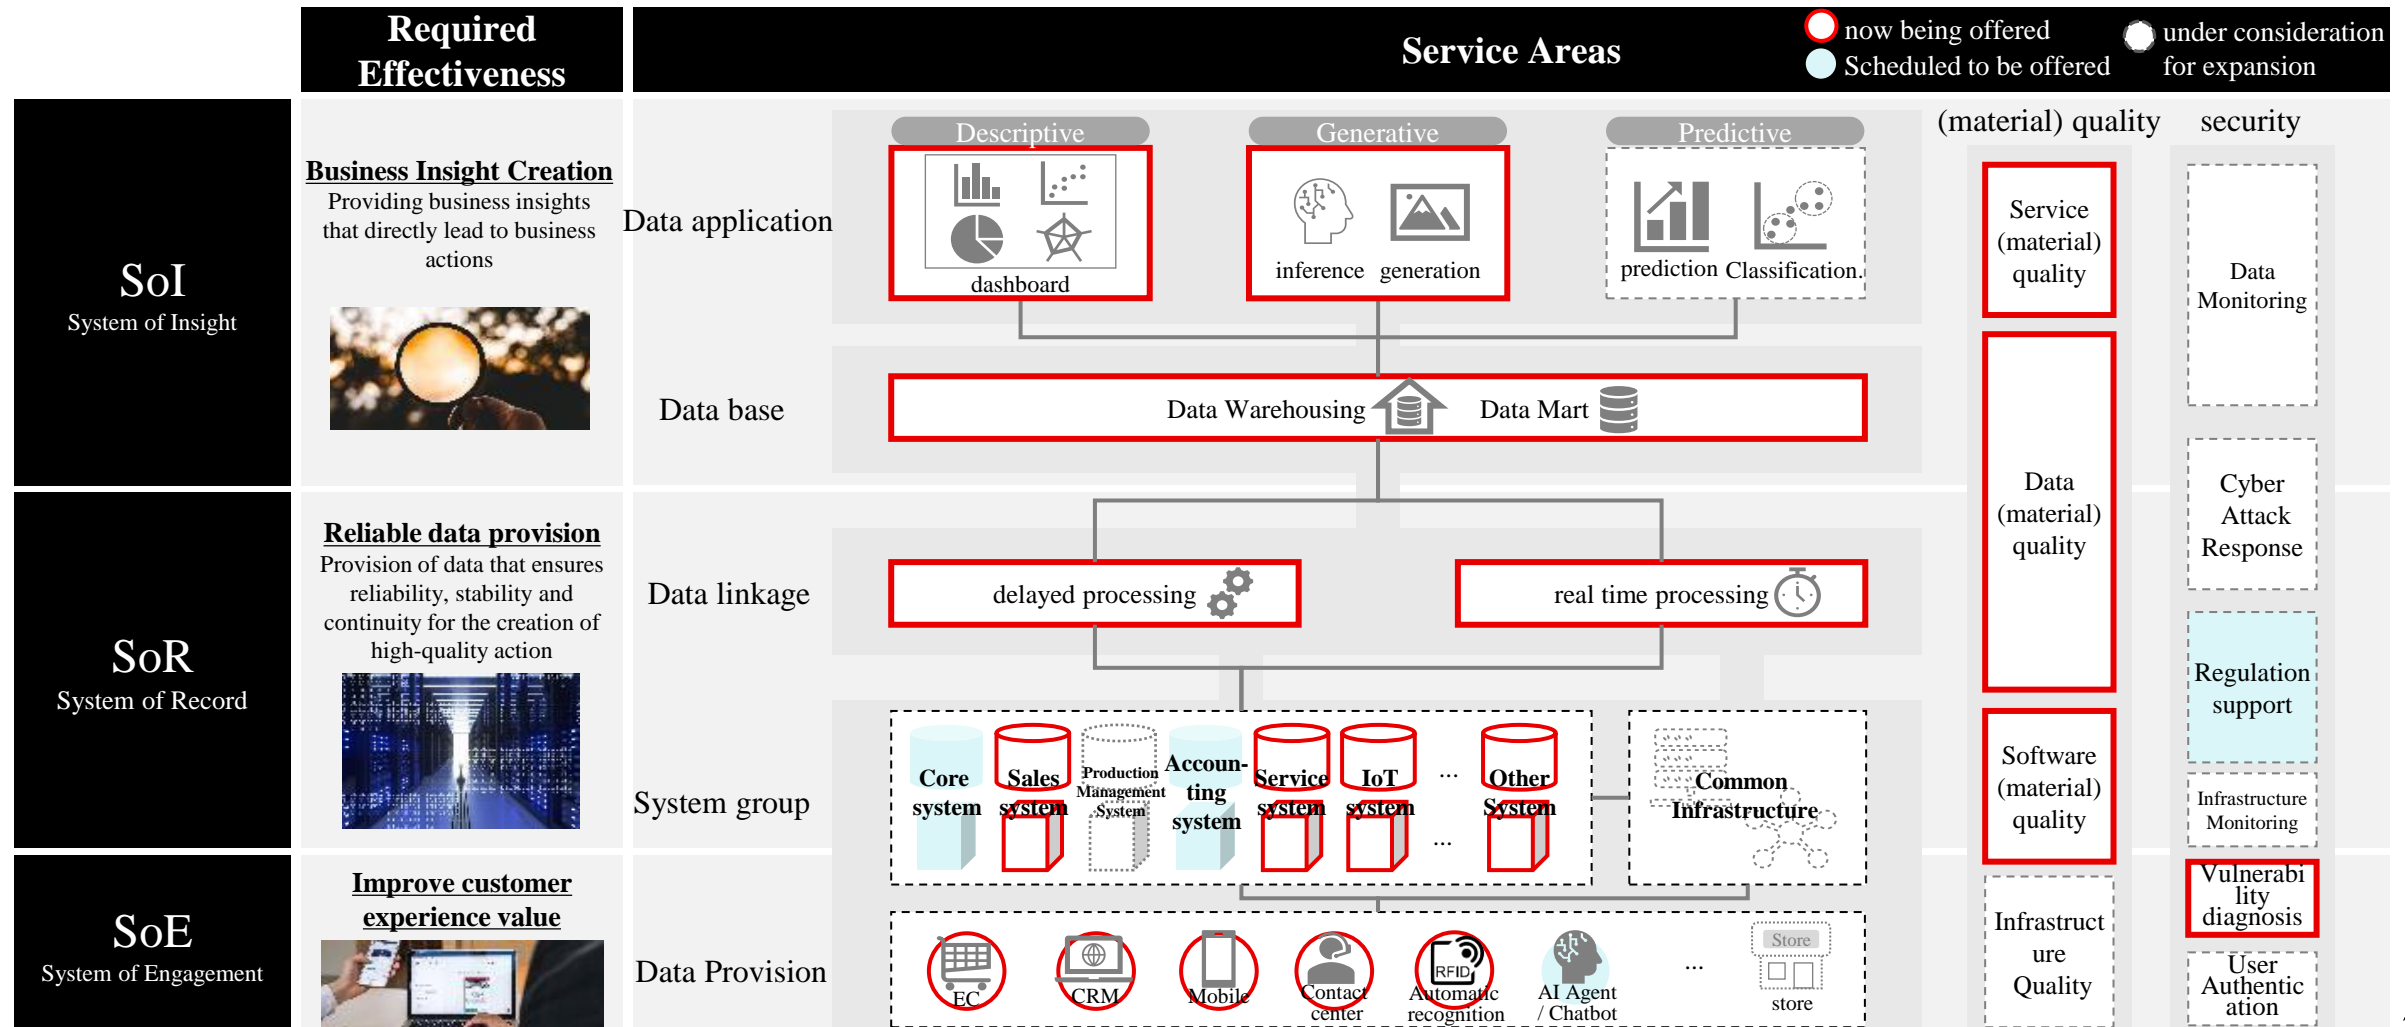 Required
Effectiveness
Service Areas
now being offered
Scheduled to be offered
under consideration
for expansion
SoI
System of Insight
Business Insight Creation
Providing business insights
that directly lead to business
actions
Data application
Descriptive
dashboard
Generative
inference generation
Predictive
prediction Classification.
Data base
Data Warehousing
Data Mart
SoR
System of Record
Reliable data provision
Provision of data that ensures
reliability, stability and
continuity for the creation of
high-quality action
Data linkage
delayed processing
real time processing
System group
Core
system
Sales
system
Production
Management
System
Accoun-
ting
system
Service
system
IoT
system
...
...
Other
System
Common
Infrastructure
SoE
System of Engagement
Improve customer
experience value
Data Provision
EC
CRM
Mobile
Contact
center
RFID
Automatic
recognition
AI Agent
/ Chatbot
...
Store
store
(material) quality
Service
(material)
quality
Data
(material)
quality
Software
(material)
quality
Infrastruct
ure
Quality
security
Data
Monitoring
Cyber
Attack
Response
Regulation
support
Infrastructure
Monitoring
Vulnerabi
lity
diagnosis
User
Authentic
ation